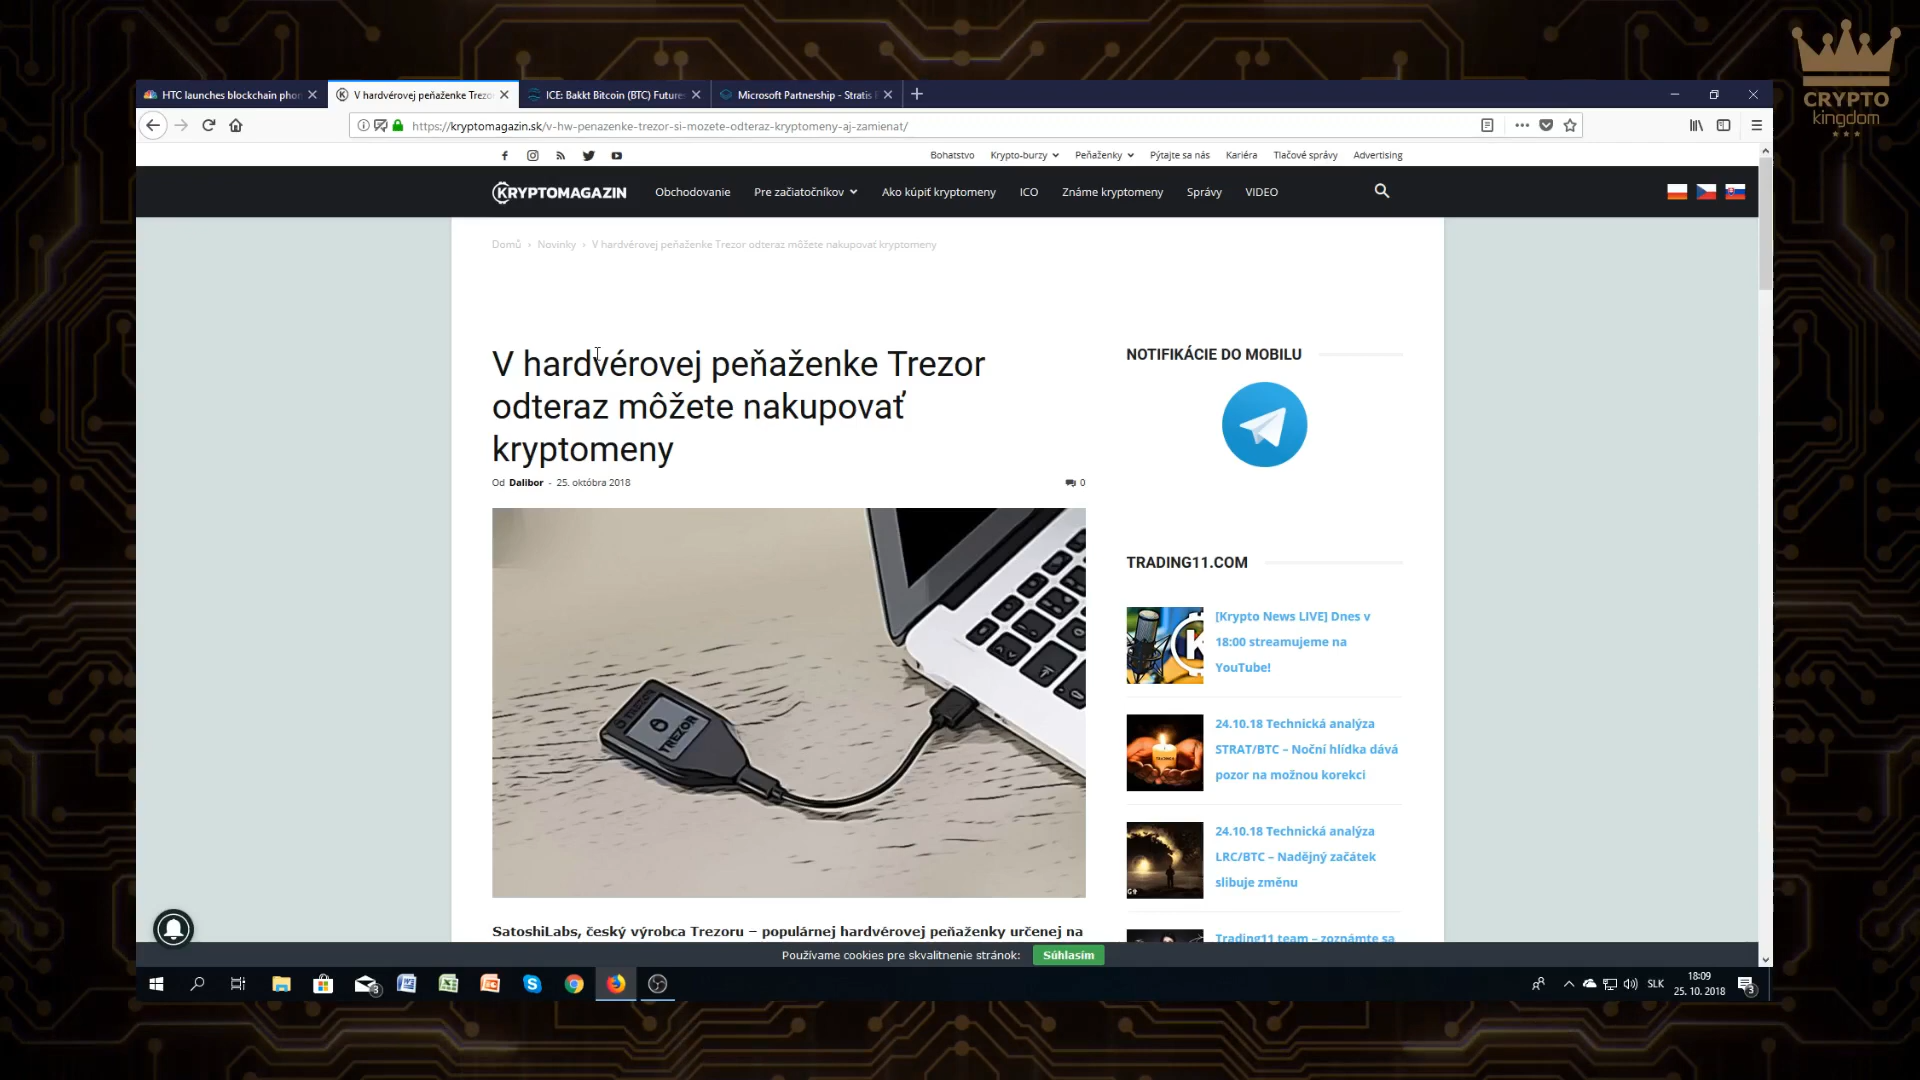 CRYPTO
kingdom
HTC launches blockchain phon
V hardvérovej peňaženke Trezo
ICE: Bakkt Bitcoin (BTC) Future
Microsoft Partnership - Stratis
https://kryptomagazin.sk/v-hw-penazenke-trezor-si-mozete-odteraz-kryptomeny-aj-zamienat/
Bohatstvo Krypto-burzy Peňaženky Pýtajte sa nás Kariéra Tlačové správy Advertising
KRYPTOMAGAZIN Obchodovanie Pre začiatočníkov Ako kúpiť kryptomeny ICO Známe kryptomeny Správy VIDEO
Domů › Novinky › V hardvérovej peňaženke Trezor odteraz môžete nakupovať kryptomeny
V hardvérovej peňaženke Trezor
odteraz môžete nakupovať
kryptomeny
Od Dalibor - 25. októbra 2018
0
TREZOR
SatoshiLabs, český výrobca Trezoru – populárnej hardvérovej peňaženky určenej na
NOTIFIKÁCIE DO MOBILU
TRADING11.COM
[Krypto News LIVE] Dnes v
18:00 streamujeme na
YouTube!
24.10.18 Technická analýza
STRAT/BTC – Noční hlídka dává
pozor na možnou korekci
24.10.18 Technická analýza
LRC/BTC – Nadějný začátek
slibuje změnu
Trading11 team – zoznámte sa
Používame cookies pre skvalitnenie stránok: Súhlasím
3
SLK
18:09
25. 10. 2018
3